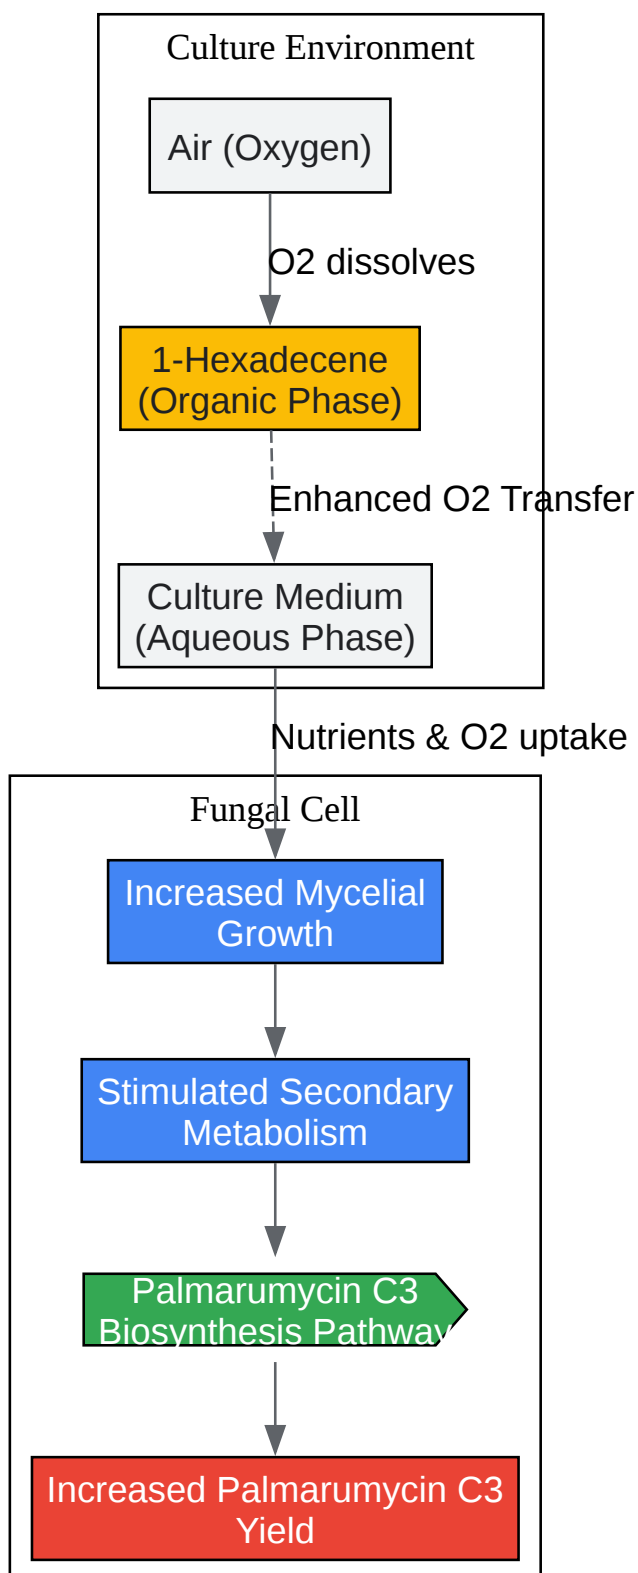 Culture Environment
Air (Oxygen)
O2 dissolves
1-Hexadecene
(Organic Phase)
Enhanced O2 Transfer
Culture Medium
(Aqueous Phase)
Nutrients & O2 uptake
Fungal Cell
Increased Mycelial
Growth
Stimulated Secondary
Metabolism
Palmarumycin C3
Biosynthesis Pathway
Increased Palmarumycin C3
Yield